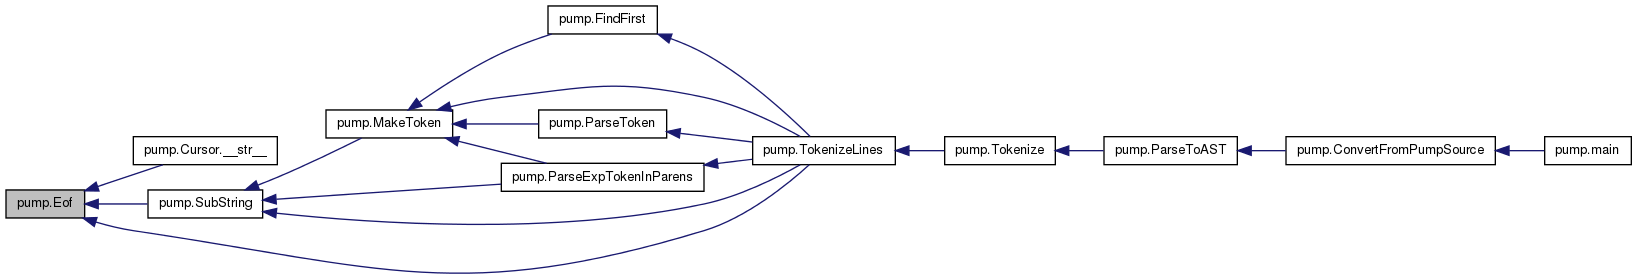 pump.FindFirst
pump.MakeToken
pump.ParseToken
pump.Cursor.__str__
pump.TokenizeLines
pump.Tokenize
pump.ParseToAST
pump.ConvertFromPumpSource
pump.main
pump.ParseExpTokenInParens
pump.Eof
pump.SubString